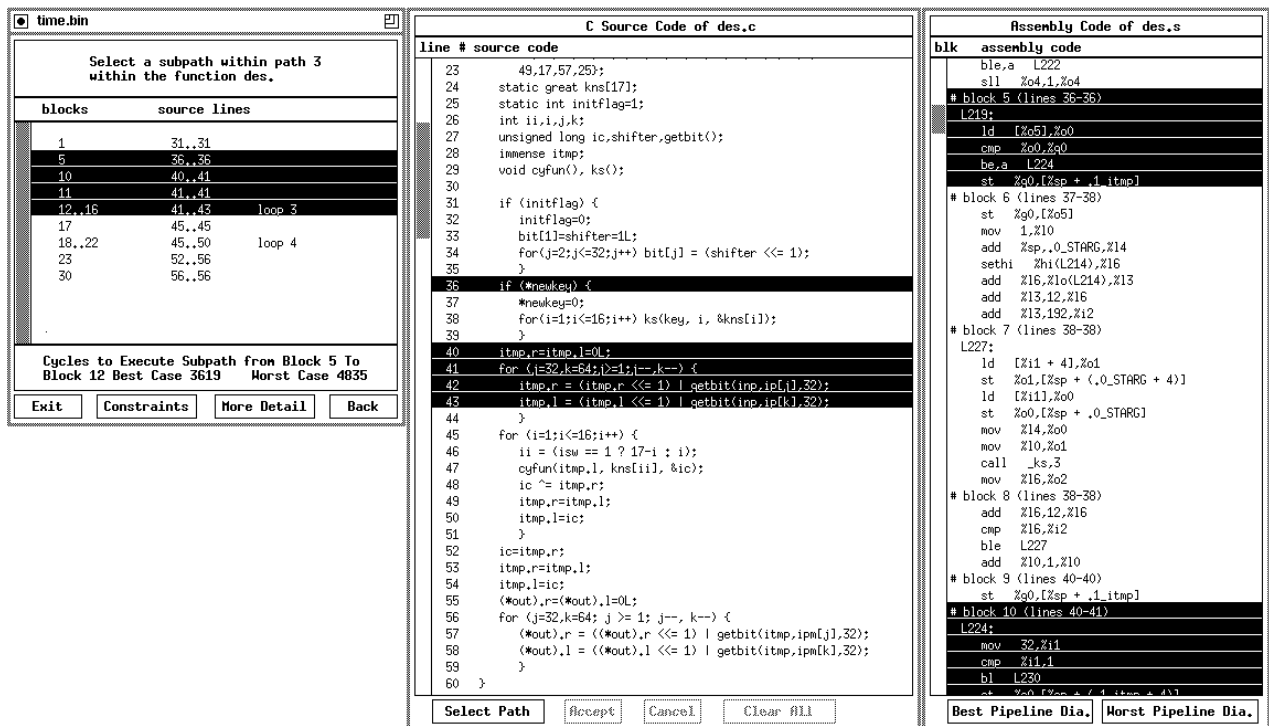 time.bin
Select a subpath within path 3
within the function des.
blocks source lines
1 31..31
5 36..36
10 40..41
11 41..41
12..16 41..43 loop 3
17 45..45
18..22 45..50 loop 4
23 52..56
30 56..56
Cycles to Execute Subpath from Block 5 To
Block 12 Best Case 3619 Worst Case 4835
Exit Constraints More Detail Back
C Source Code of des.c
line # source code
23 49,17,57,25};
24 static great kns[17];
25 static int initflag=1;
26 int ii,i,j,k;
27 unsigned long ic,shifter,getbit();
28 immense itmp;
29 void cyfun(), ks();
30
31 if (initflag) {
32 initflag=0;
33 bit[1]=shifter=1L;
34 for(j=2;j<=32;j++) bit[j] = (shifter <<= 1);
35 }
36 if (*newkey) {
37 *newkey=0;
38 for(i=1;i<=16;i++) ks(key, i, &kns[i]);
39 }
40 itmp.r=itmp.l=0L;
41 for (j=32,k=64;j>=1;j--,k--) {
42 itmp.r = (itmp.r <<= 1) | getbit(inp,ip[j],32);
43 itmp.l = (itmp.l <<= 1) | getbit(inp,ip[k],32);
44 }
45 for (i=1;i<=16;i++) {
46 ii = (isw == 1 ? 17-i : i);
47 cyfun(itmp.l, kns[ii], &ic);
48 ic ^= itmp.r;
49 itmp.r=itmp.l;
50 itmp.l=ic;
51 }
52 ic=itmp.r;
53 itmp.r=itmp.l;
54 itmp.l=ic;
55 (*out).r=(*out).l=0L;
56 for (j=32,k=64; j >= 1; j--, k--) {
57 (*out).r = ((*out).r <<= 1) | getbit(itmp,ipm[j],32);
58 (*out).l = ((*out).l <<= 1) | getbit(itmp,ipm[k],32);
59 }
60 }
Select Path Accept Cancel Clear All
Assembly Code of des.s
blk assembly code
ble,a L222
sll %o4,1,%o4
# block 5 (lines 36-36)
L219:
ld [%o5],%o0
cmp %o0,%g0
be,a L224
st %g0,[%sp + .1_itmp]
# block 6 (lines 37-38)
st %g0,[%o5]
mov 1,%l0
add %sp,.0_STARG,%l4
sethi %hi(L214),%l6
add %l6,%lo(L214),%l3
add %l3,12,%l6
add %l3,192,%i2
# block 7 (lines 38-38)
L227:
ld [%i1 + 4],%o1
st %o1,[%sp + (.0_STARG + 4)]
ld [%i1],%o0
st %o0,[%sp + .0_STARG]
mov %l4,%o0
mov %l0,%o1
call _ks,3
mov %l6,%o2
# block 8 (lines 38-38)
add %l6,12,%l6
cmp %l6,%i2
ble L227
add %l0,1,%l0
# block 9 (lines 40-40)
st %g0,[%sp + .1_itmp]
# block 10 (lines 40-41)
L224:
mov 32,%i1
cmp %i1,1
bl L230
st %g0,[%sp + (.1_itmp + 4)]
Best Pipeline Dia. Worst Pipeline Dia.